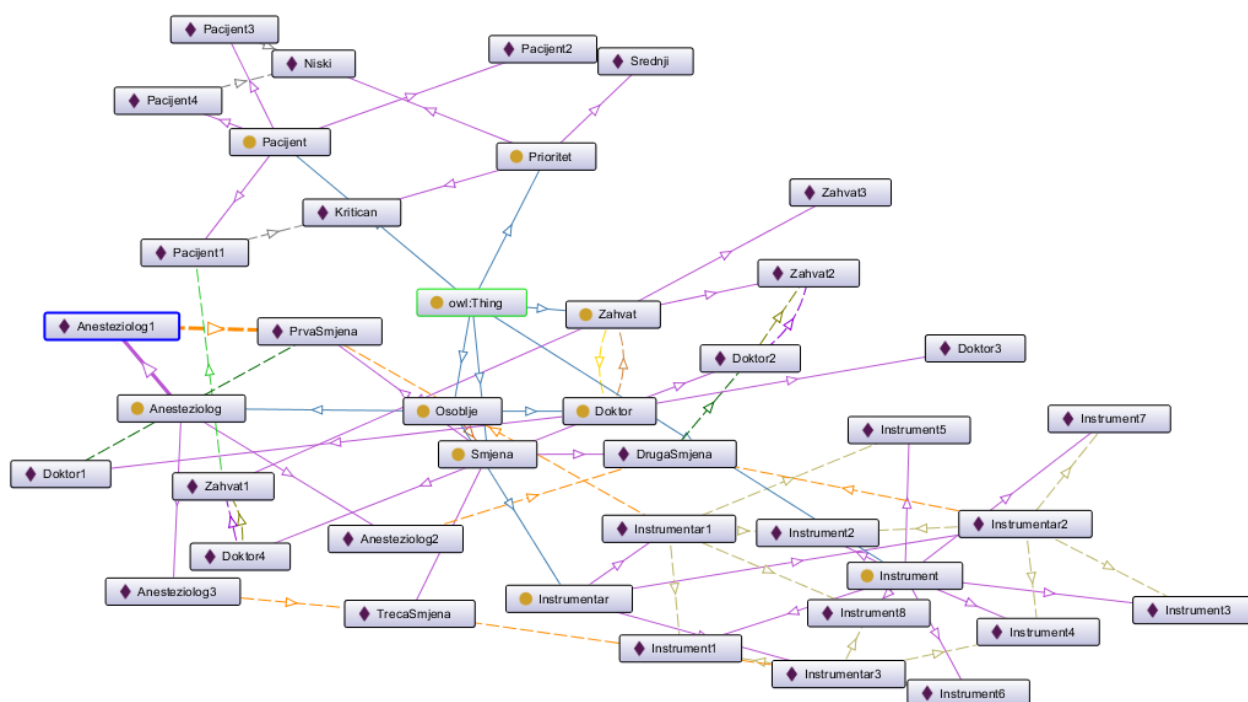 Pacijent3
Pacijent2
Niski
Srednji
Pacijent4
Pacijent
Prioritet
Zahvat3
Kritican
Pacijent1
Zahvat2
owl:Thing
Zahvat
Anesteziolog1
PrvaSmjena
Doktor3
Doktor2
Anesteziolog
Osoblje
Doktor
Instrument7
Instrument5
Smjena
DrugaSmjena
Doktor1
Zahvat1
Instrumentar1
Instrument2
Instrumentar2
Anesteziolog2
Doktor4
Instrument
Anesteziolog3
Instrumentar
TrecaSmjena
Instrument8
Instrument3
Instrument4
Instrument1
Instrumentar3
Instrument6